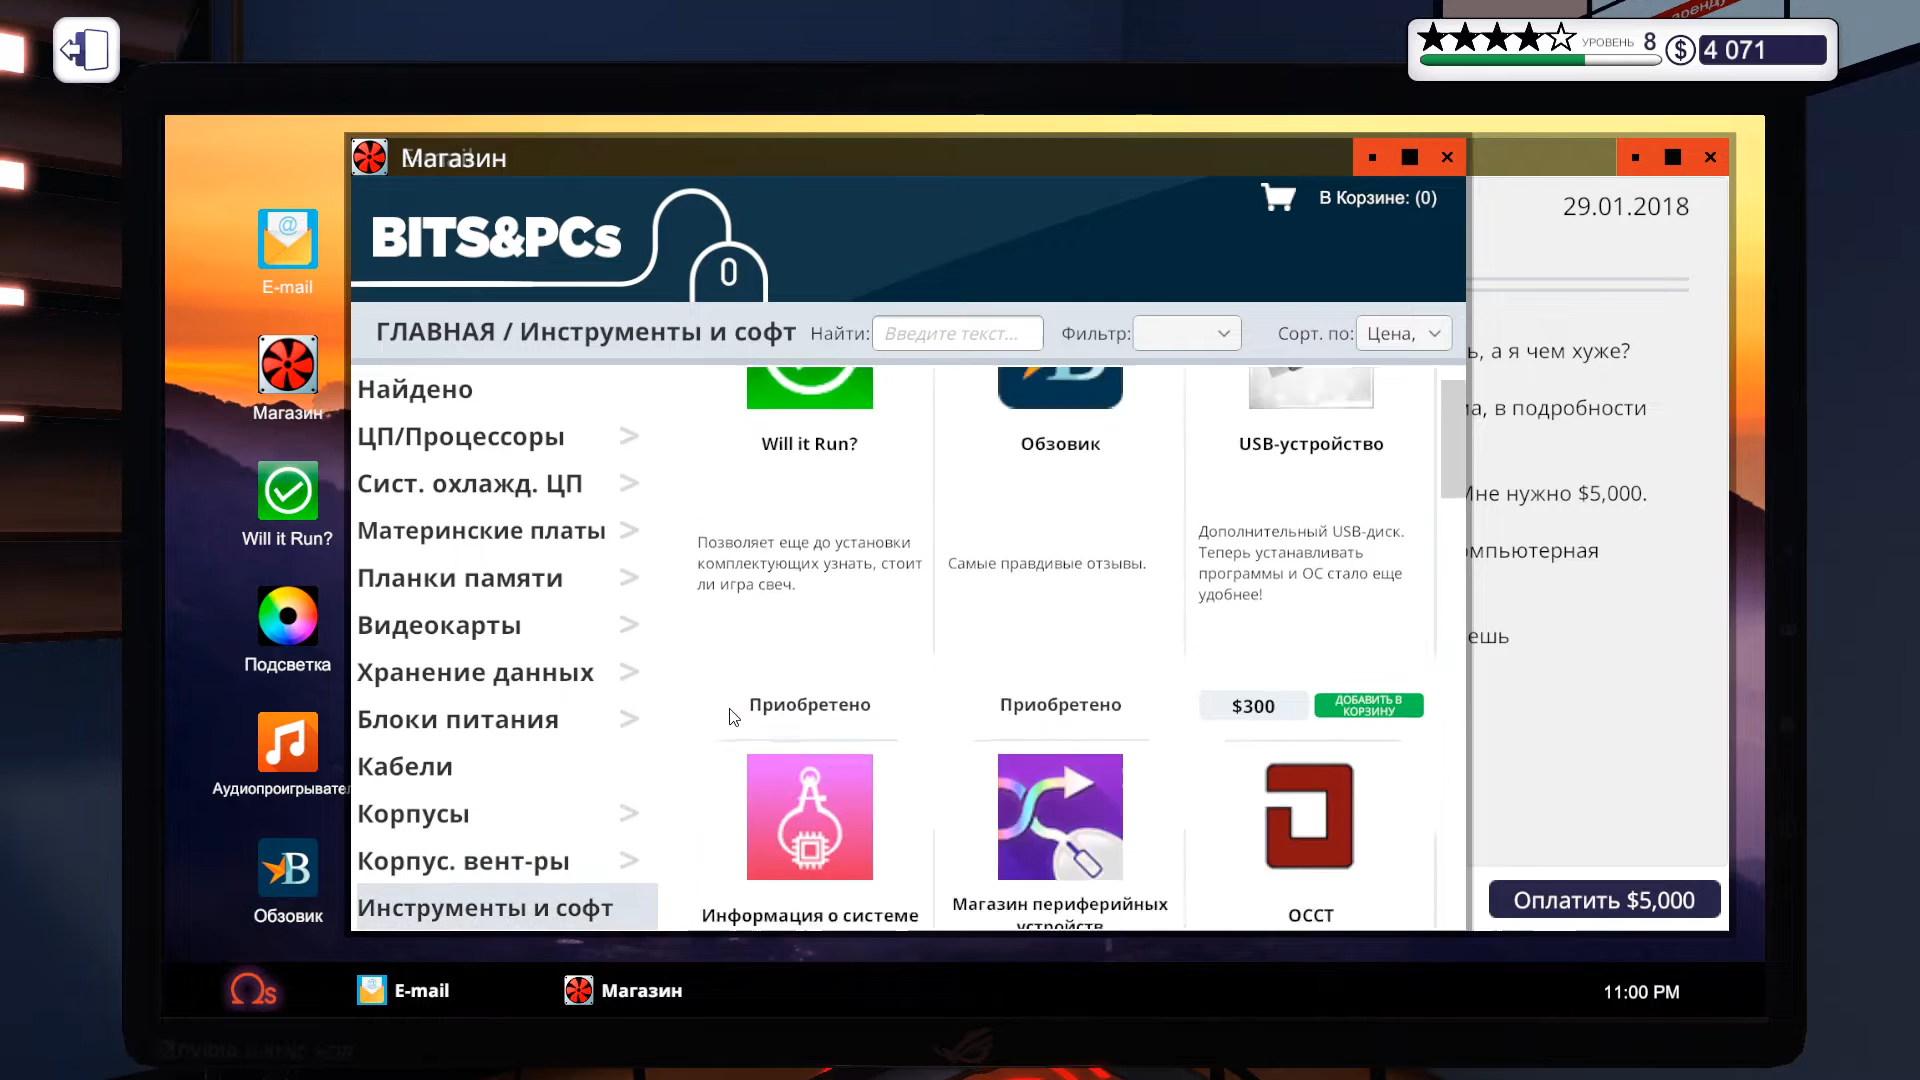 аренду
УРОВЕНЬ 8
$ 4 071
Магазин
BITS&PCs
В Корзине: (0)
ГЛАВНАЯ / Инструменты и софт
Найти: Введите текст...
Фильтр:
Сорт. по: Цена,
Найдено
ЦП/Процессоры >
Сист. охлажд. ЦП >
Материнские платы >
Планки памяти >
Видеокарты >
Хранение данных >
Блоки питания >
Кабели
Корпусы >
Корпус. вент-ры >
Инструменты и софт
Will it Run?
Позволяет еще до установки
комплектующих узнать, стоит
ли игра свеч.
Приобретено
Обзовик
Самые правдивые отзывы.
Приобретено
USB-устройство
Дополнительный USB-диск.
Теперь устанавливать
программы и ОС стало еще
удобнее!
$300
ДОБАВИТЬ В
КОРЗИНУ
Информация о системе
Магазин периферийных
устройств
OCCT
29.01.2018
ь, а я чем хуже?
а, в подробности
Мне нужно $5,000.
омпьютерная
ешь
Оплатить $5,000
E-mail
Магазин
Will it Run?
Подсветка
Аудиопроигрывате
Обзовик
Ωs
E-mail
Магазин
11:00 PM